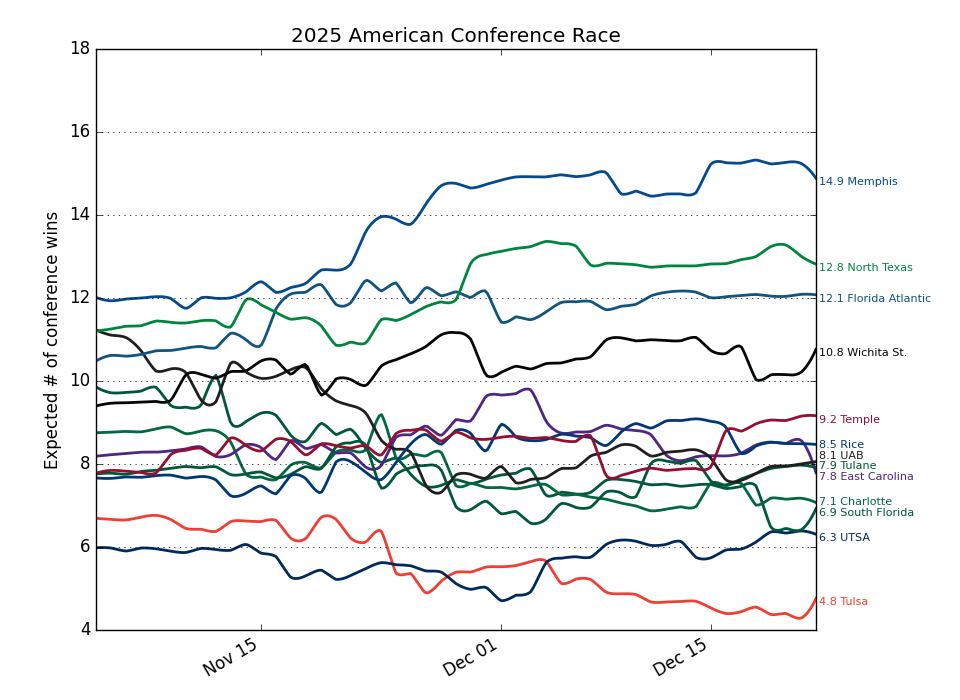 2025 American Conference Race
Expected # of conference wins
18
16
14
12
10
8
6
4
Nov 15
Dec 01
Dec 15
14.9 Memphis
12.8 North Texas
12.1 Florida Atlantic
10.8 Wichita St.
9.2 Temple
8.5 Rice
8.1 UAB
7.9 Tulane
7.8 East Carolina
7.1 Charlotte
6.9 South Florida
6.3 UTSA
4.8 Tulsa